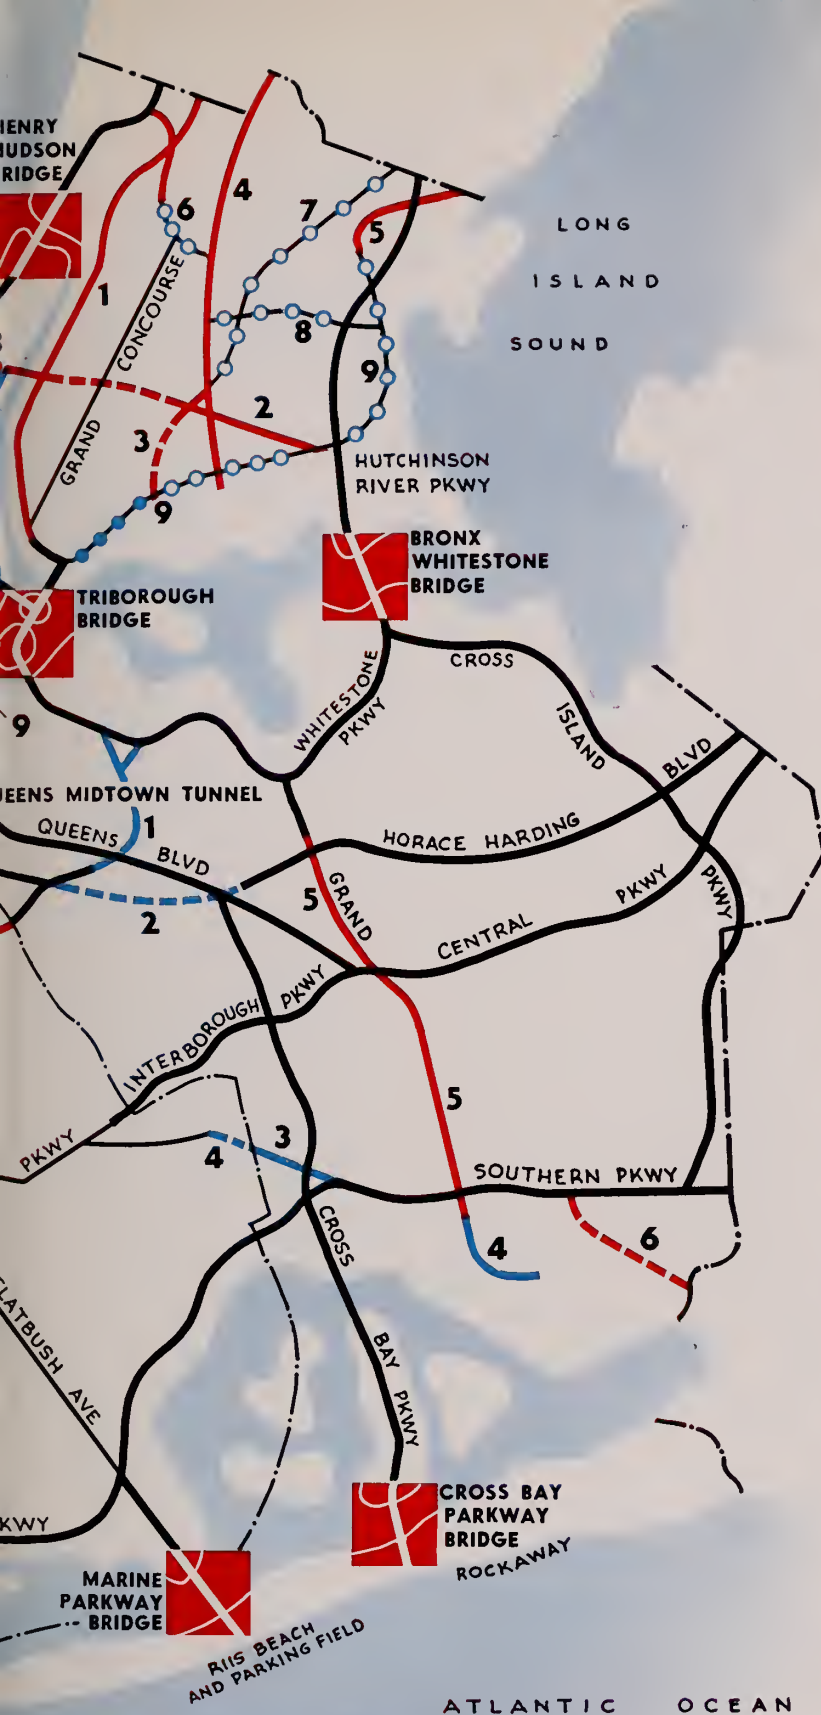 HENRY
HUDSON
BRIDGE
6
4
7
5
LONG
ISLAND
SOUND
1
GRAND CONCOURSE
8
9
2
3
9
HUTCHINSON
RIVER PKWY
BRONX
WHITESTONE
BRIDGE
TRIBOROUGH
BRIDGE
9
WHITESTONE
PKWY
CROSS
ISLAND
PKWY
UEENS MIDTOWN TUNNEL
1
QUEENS BLVD
HORACE HARDING BLVD
2
5
GRAND
CENTRAL
PKWY
INTERBOROUGH PKWY
5
PKWY
4
3
SOUTHERN PKWY
4
6
CROSS
BAY PKWY
FLATBUSH AVE
KWY
CROSS BAY
PARKWAY
BRIDGE
ROCKAWAY
MARINE
PARKWAY
BRIDGE
RIIS BEACH
AND PARKING FIELD
ATLANTIC OCEAN